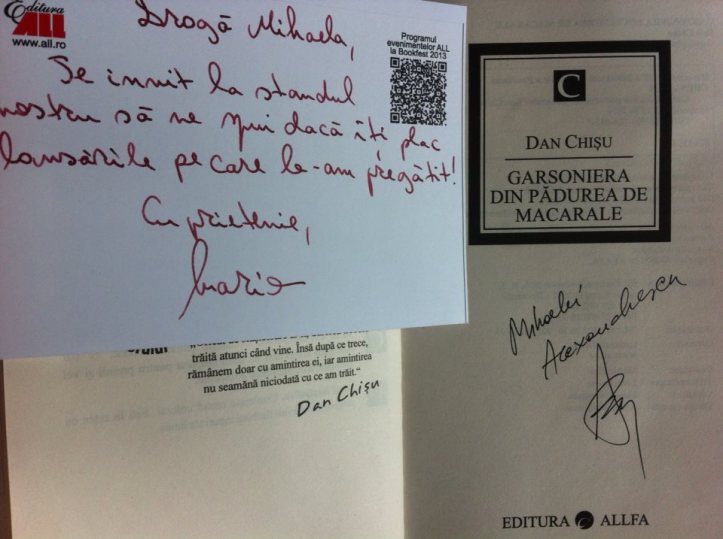 Editura
ALL
www.all.ro
Programul
evenimentelor ALL
la Bookfest 2013
Dragă Mihaela,
Te invit la standul
nostru să ne spui dacă îți plac
lansările pe care le-am pregătit!
Cu prietenie,
Maria
trăită atunci când vine. Însă după ce trece,
rămânem doar cu amintirea ei, iar amintirea
nu seamănă niciodată cu ce am trăit."
Dan Chișu
C
DAN CHIȘU
GARSONIERA
DIN PĂDUREA DE
MACARALE
Mihaelei
Alexandrescu
EDITURA C ALLFA